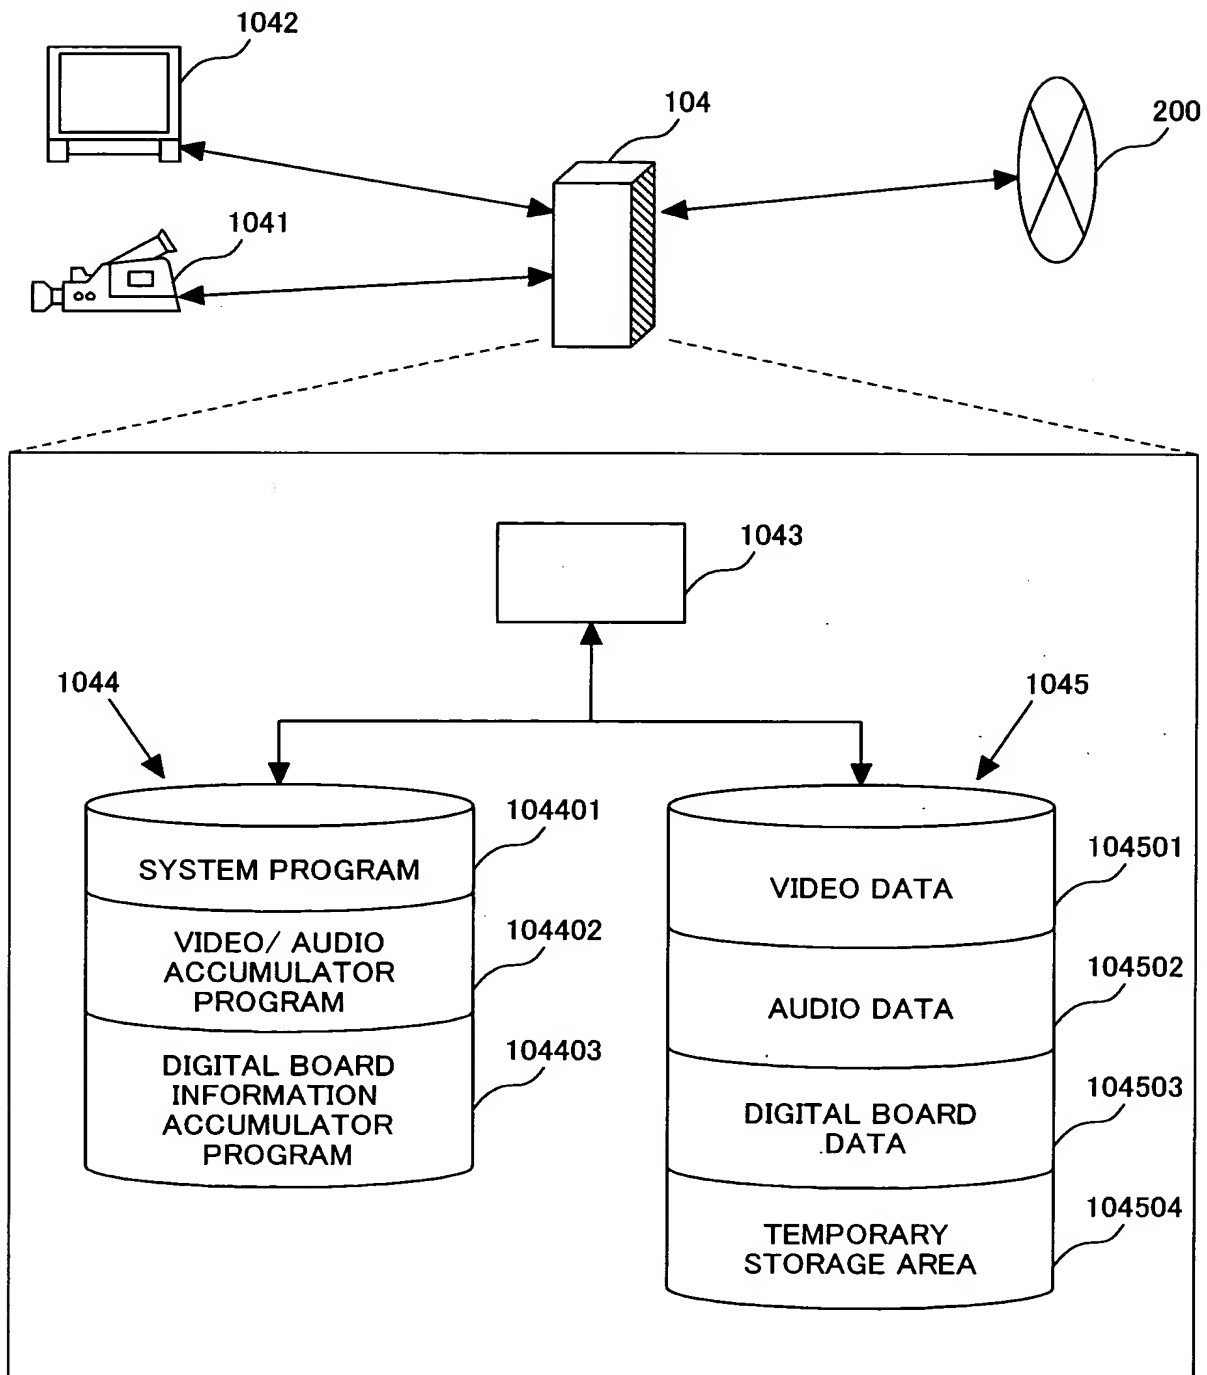 1042
104
200
1041
1043
1044
1045
104401
SYSTEM PROGRAM
104501
VIDEO DATA
104402
VIDEO/ AUDIO
ACCUMULATOR
PROGRAM
104502
AUDIO DATA
104403
DIGITAL BOARD
INFORMATION
ACCUMULATOR
PROGRAM
104503
DIGITAL BOARD
DATA
104504
TEMPORARY
STORAGE AREA